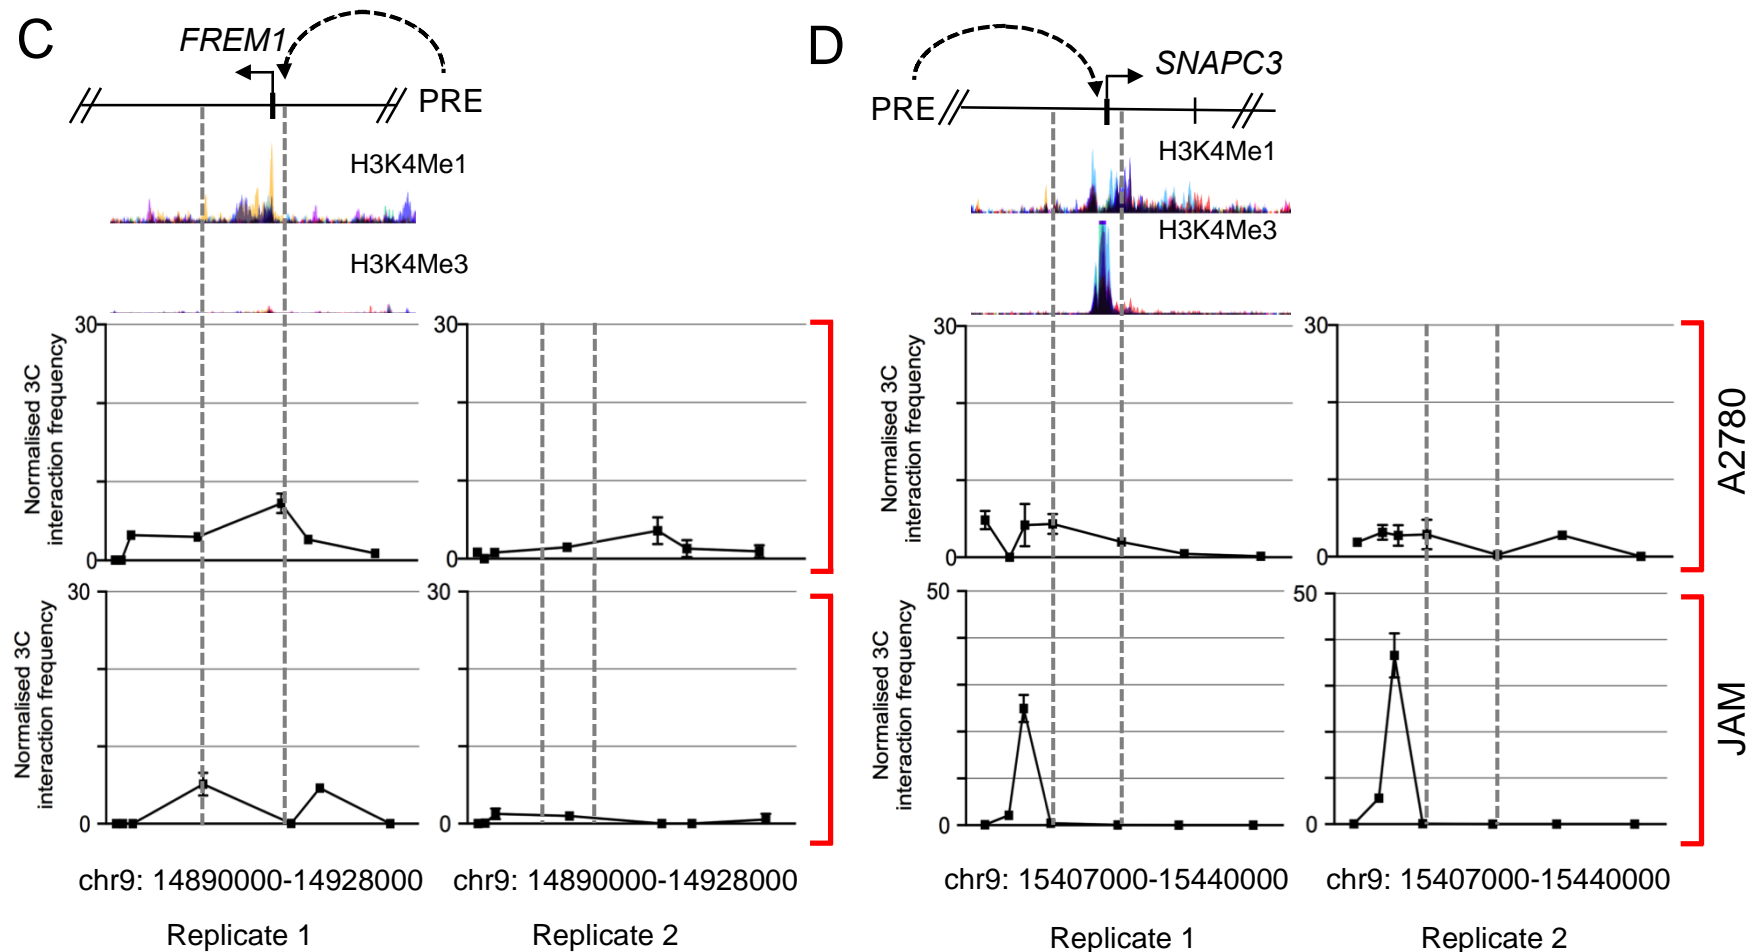 C
FREM1
PRE
H3K4Me1
H3K4Me3
30
0
Normalised 3C
interaction frequency
30
0
30
0
Normalised 3C
interaction frequency
30
0
chr9: 14890000-14928000
chr9: 14890000-14928000
Replicate 1
Replicate 2
D
SNAPC3
PRE
H3K4Me1
H3K4Me3
30
0
Normalised 3C
interaction frequency
30
0
A2780
50
0
Normalised 3C
interaction frequency
50
0
JAM
chr9: 15407000-15440000
chr9: 15407000-15440000
Replicate 1
Replicate 2